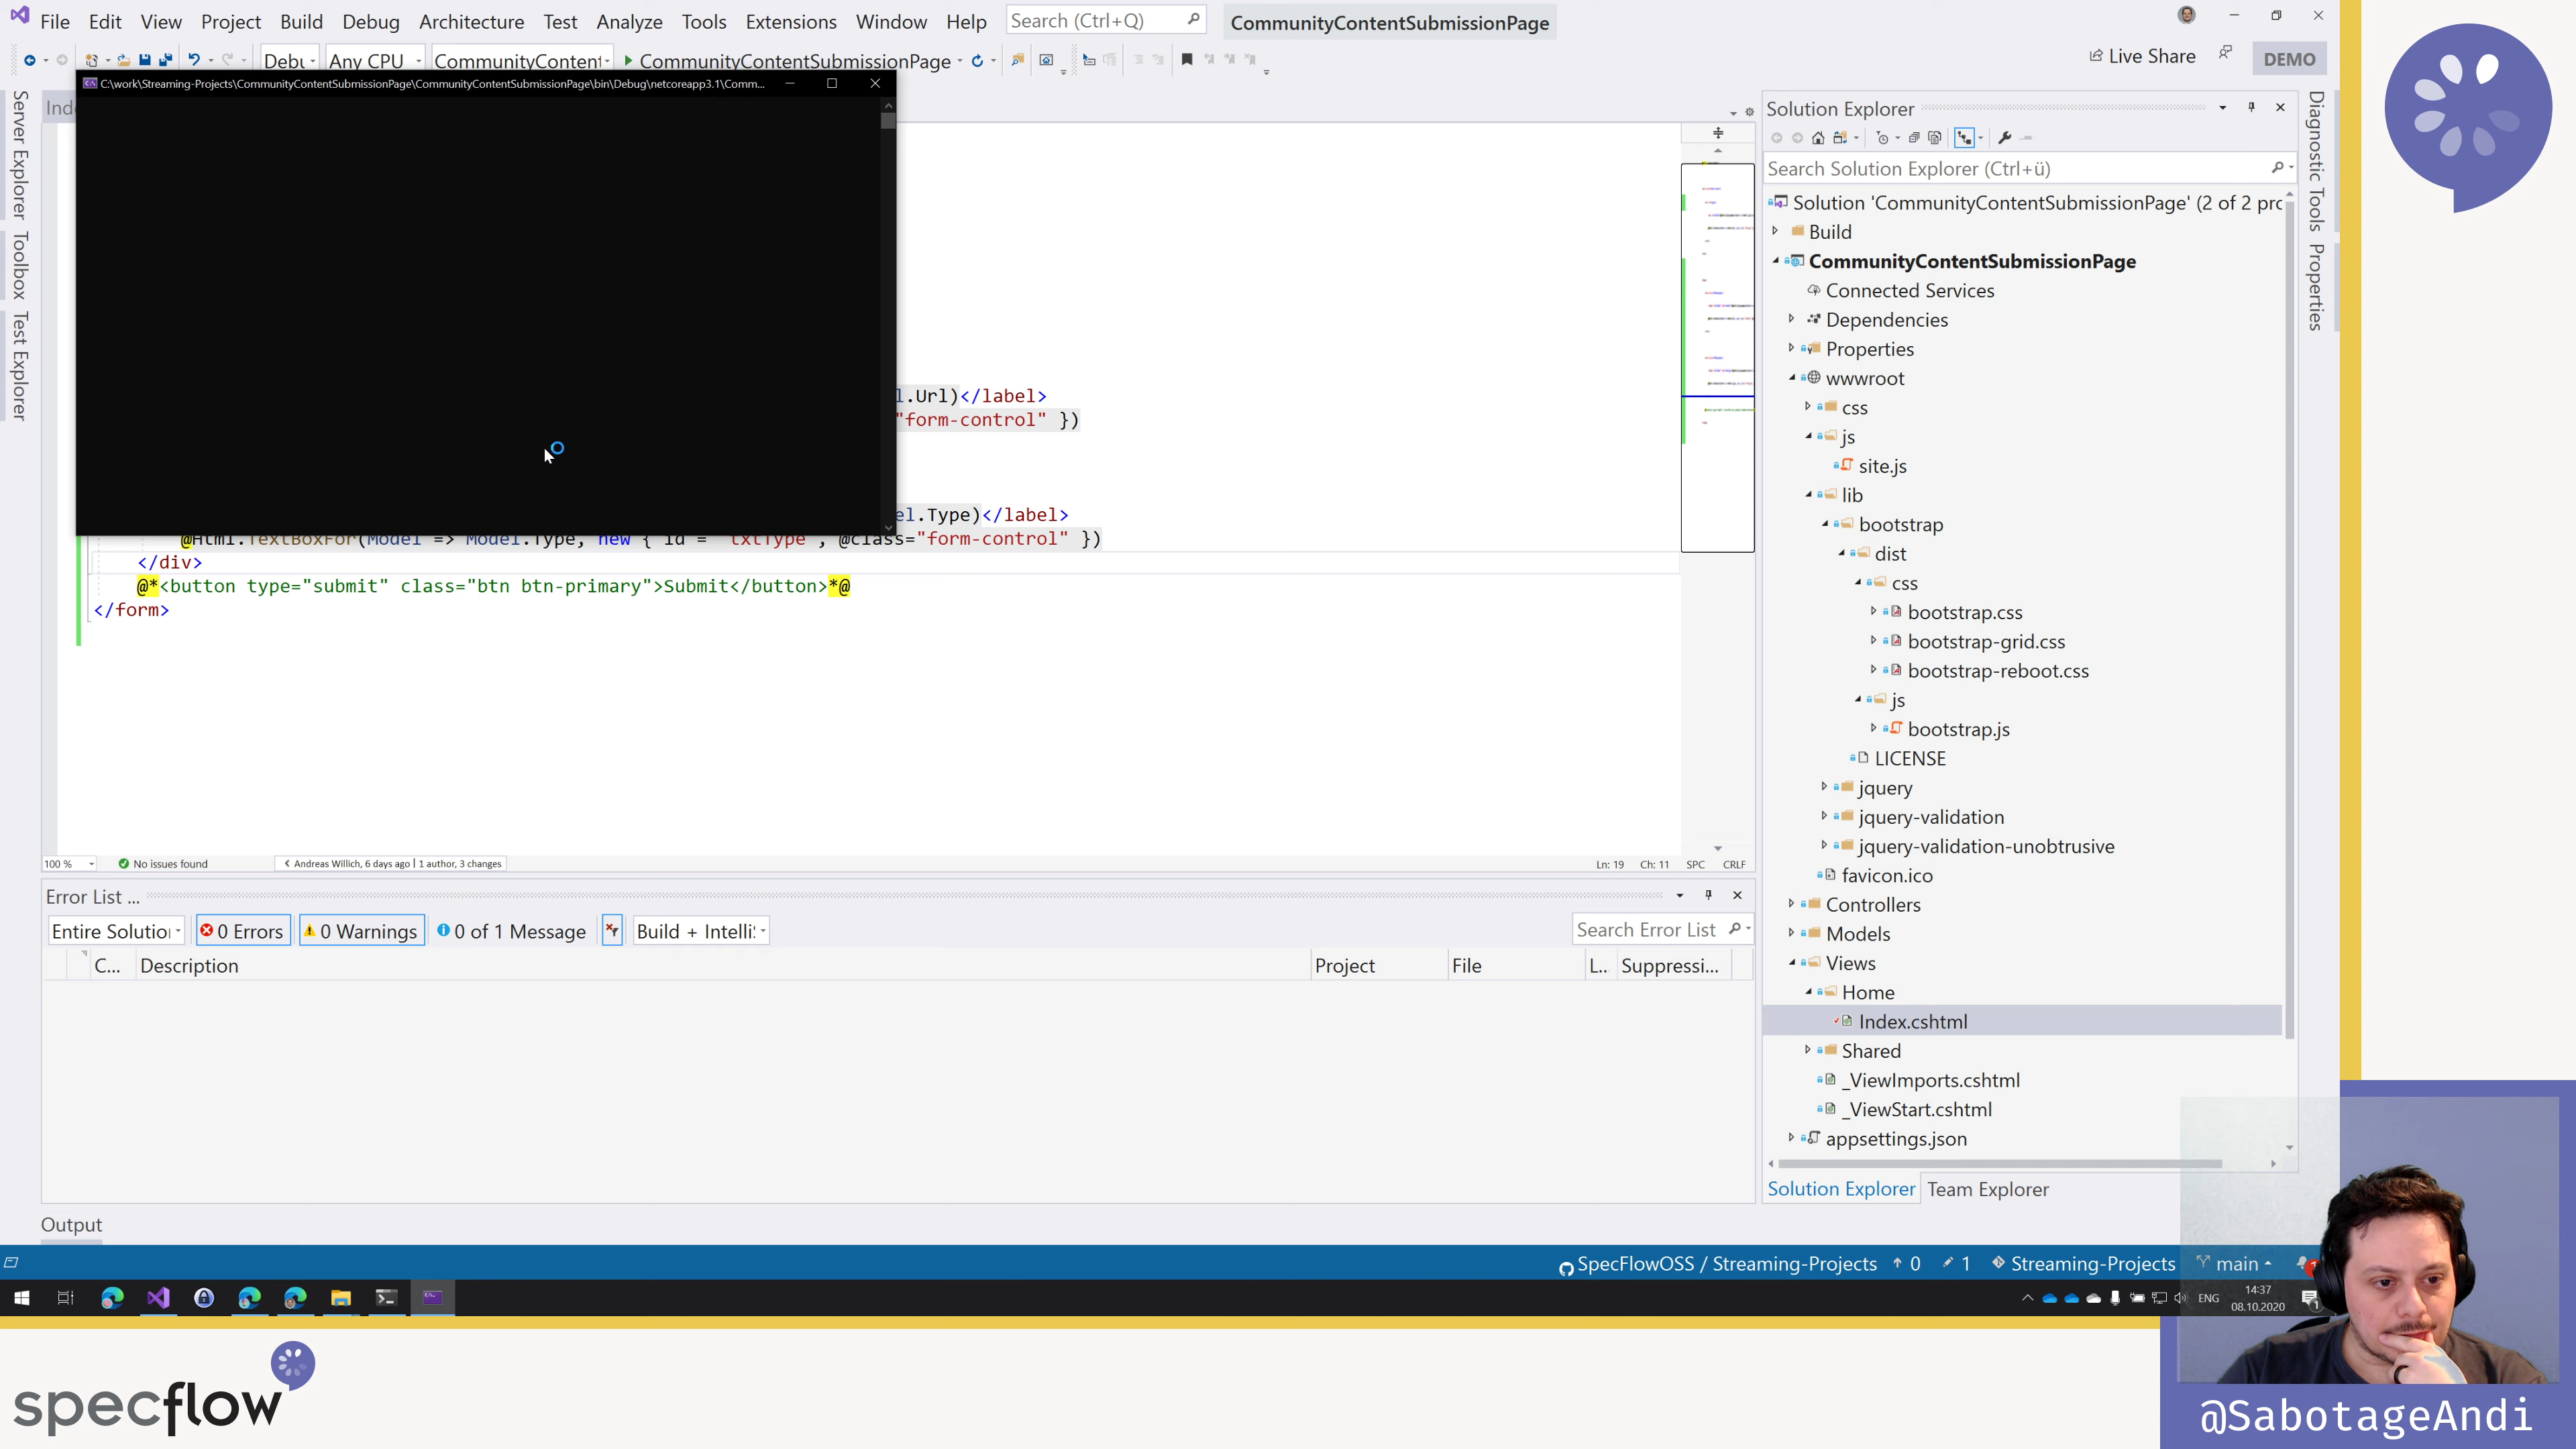 File Edit View Project Build Debug Architecture Test Analyze Tools Extensions Window Help Search (Ctrl+Q) CommunityContentSubmissionPage
Debu Any CPU CommunityContent CommunityContentSubmissionPage Live Share DEMO
C:\work\Streaming-Projects\CommunityContentSubmissionPage\CommunityContentSubmissionPage\bin\Debug\netcoreapp3.1\Comm...
Inde
Server Explorer
Toolbox
Test Explorer
l.Url)</label>
"form-control" })
el.Type)</label>
@Html.TextBoxFor(Model => Model.Type, new { id = "txtType", @class="form-control" })
</div>
@*<button type="submit" class="btn btn-primary">Submit</button>*@
</form>
100 % No issues found < Andreas Willich, 6 days ago | 1 author, 3 changes Ln: 19 Ch: 11 SPC CRLF
Error List ...
Entire Solutio 0 Errors 0 Warnings 0 of 1 Message Build + Intelli Search Error List
C... Description Project File L... Suppressi...
Output
Solution Explorer
Search Solution Explorer (Ctrl+ü)
Solution 'CommunityContentSubmissionPage' (2 of 2 prc
Build
CommunityContentSubmissionPage
Connected Services
Dependencies
Properties
wwwroot
css
js
site.js
lib
bootstrap
dist
css
bootstrap.css
bootstrap-grid.css
bootstrap-reboot.css
js
bootstrap.js
LICENSE
jquery
jquery-validation
jquery-validation-unobtrusive
favicon.ico
Controllers
Models
Views
Home
Index.cshtml
Shared
_ViewImports.cshtml
_ViewStart.cshtml
appsettings.json
Solution Explorer Team Explorer
Diagnostic Tools
Properties
SpecFlowOSS / Streaming-Projects 0 1 Streaming-Projects main 1
ENG 14:37
08.10.2020
1
specflow
@SabotageAndi